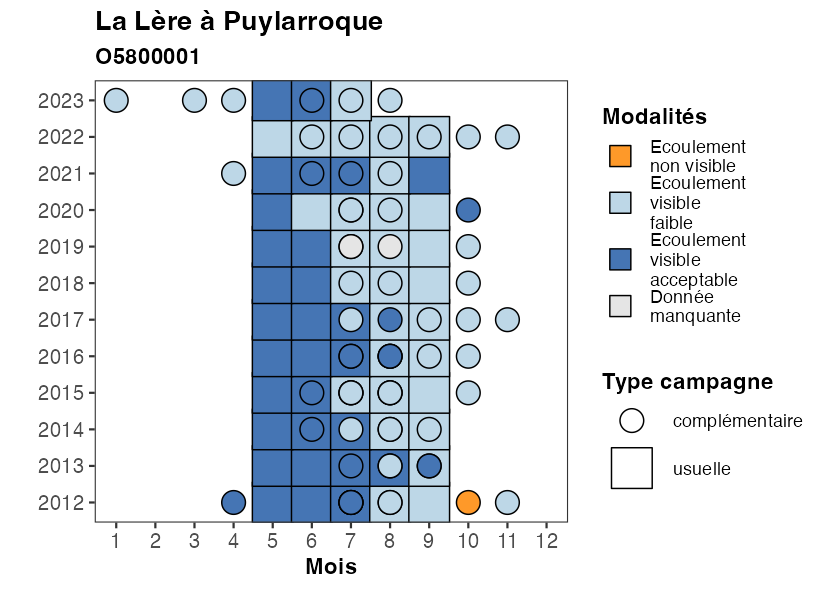 La Lère à Puylarroque
O5800001
2023
2022
2021
2020
2019
2018
2017
2016
2015
2014
2013
2012
1 2 3 4 5 6 7 8 9 10 11 12
Mois
Modalités
Ecoulement
non visible
Ecoulement
visible
faible
Ecoulement
visible
acceptable
Donnée
manquante
Type campagne
complémentaire
usuelle